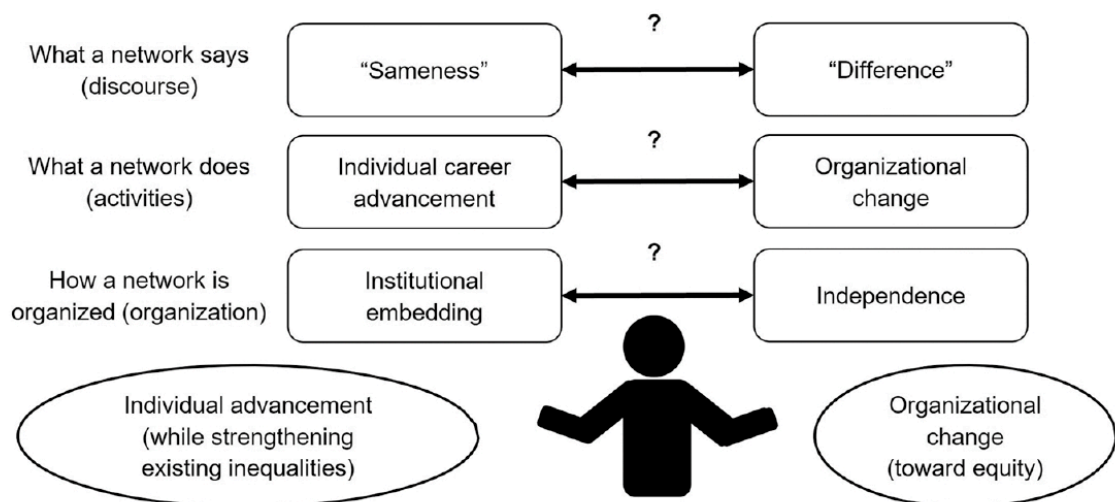 ?
What a network says
(discourse)
“Sameness”
“Difference”
?
What a network does
(activities)
Individual career
advancement
Organizational
change
?
How a network is
organized (organization)
Institutional
embedding
Independence
Individual advancement
(while strengthening
existing inequalities)
Organizational
change
(toward equity)